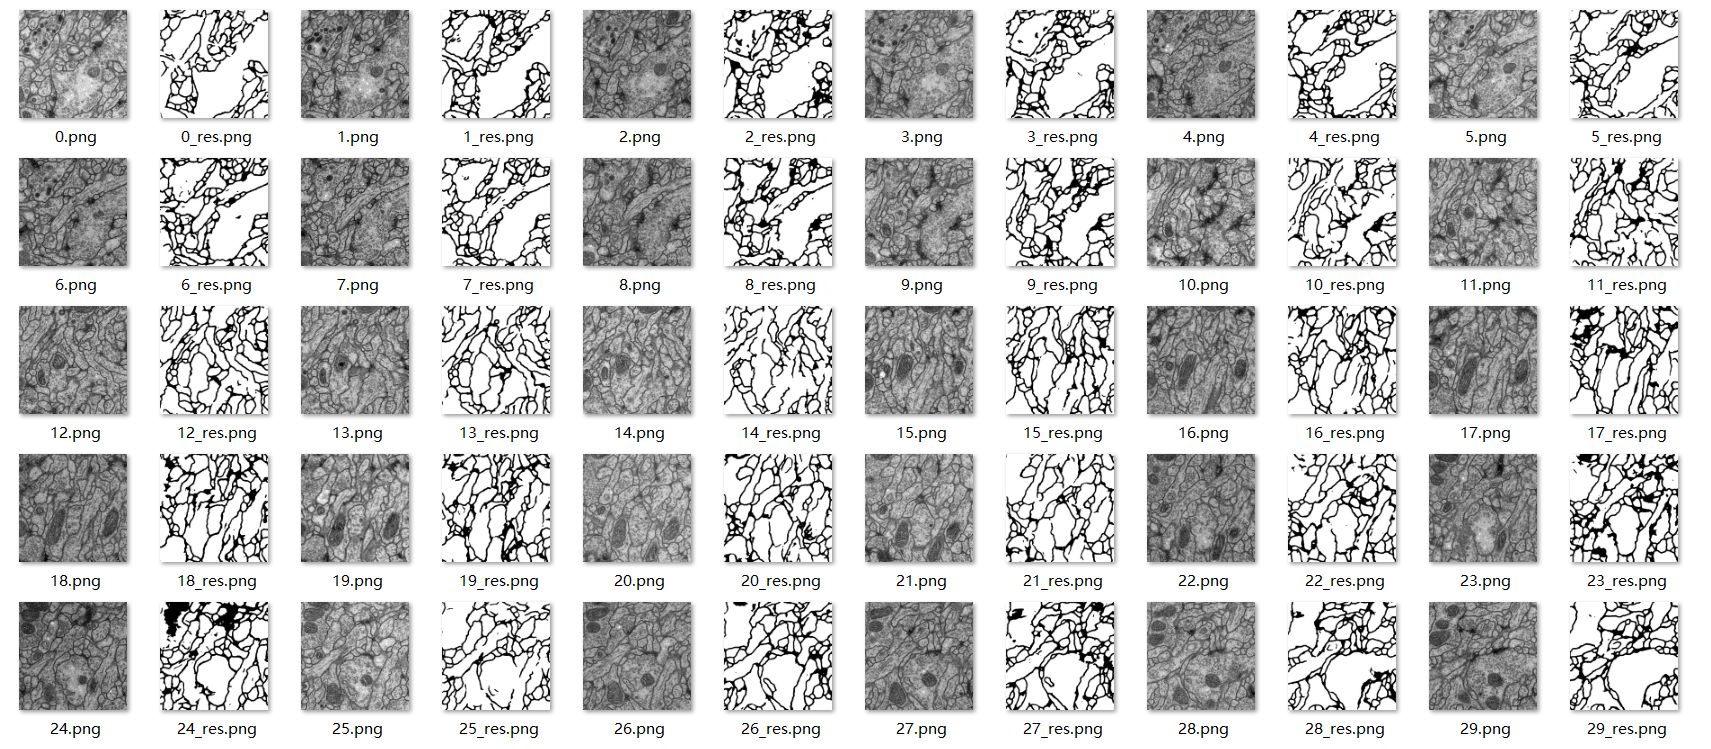 0.png 0_res.png 1.png 1_res.png 2.png 2_res.png 3.png 3_res.png 4.png 4_res.png 5.png 5_res.png
6.png 6_res.png 7.png 7_res.png 8.png 8_res.png 9.png 9_res.png 10.png 10_res.png 11.png 11_res.png
12.png 12_res.png 13.png 13_res.png 14.png 14_res.png 15.png 15_res.png 16.png 16_res.png 17.png 17_res.png
18.png 18_res.png 19.png 19_res.png 20.png 20_res.png 21.png 21_res.png 22.png 22_res.png 23.png 23_res.png
24.png 24_res.png 25.png 25_res.png 26.png 26_res.png 27.png 27_res.png 28.png 28_res.png 29.png 29_res.png